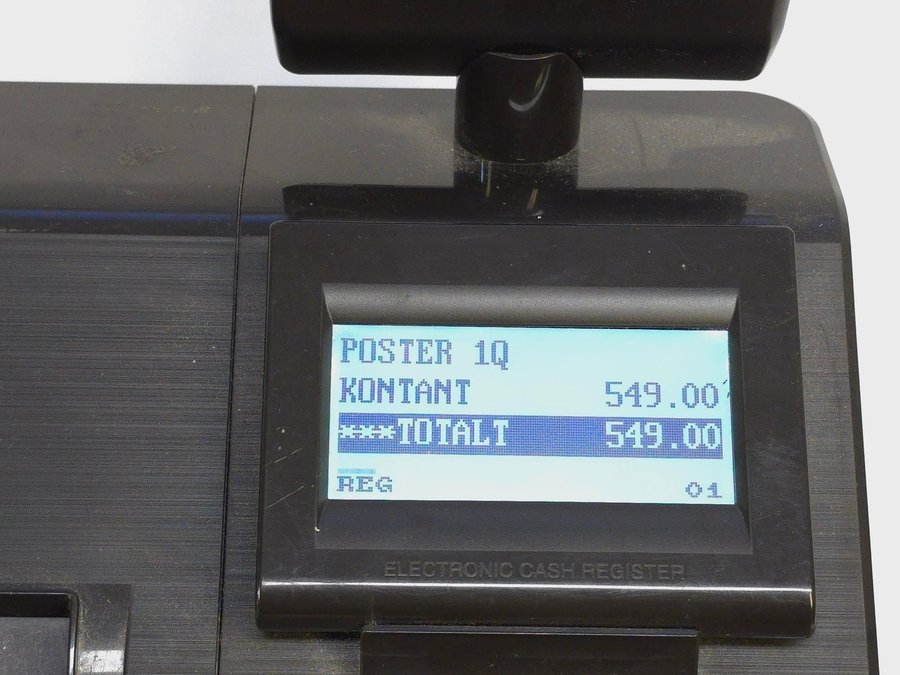 POSTER 1Q
KONTANT 549.00
***TOTALT 549.00
REG 01
ELECTRONIC CASH REGISTER